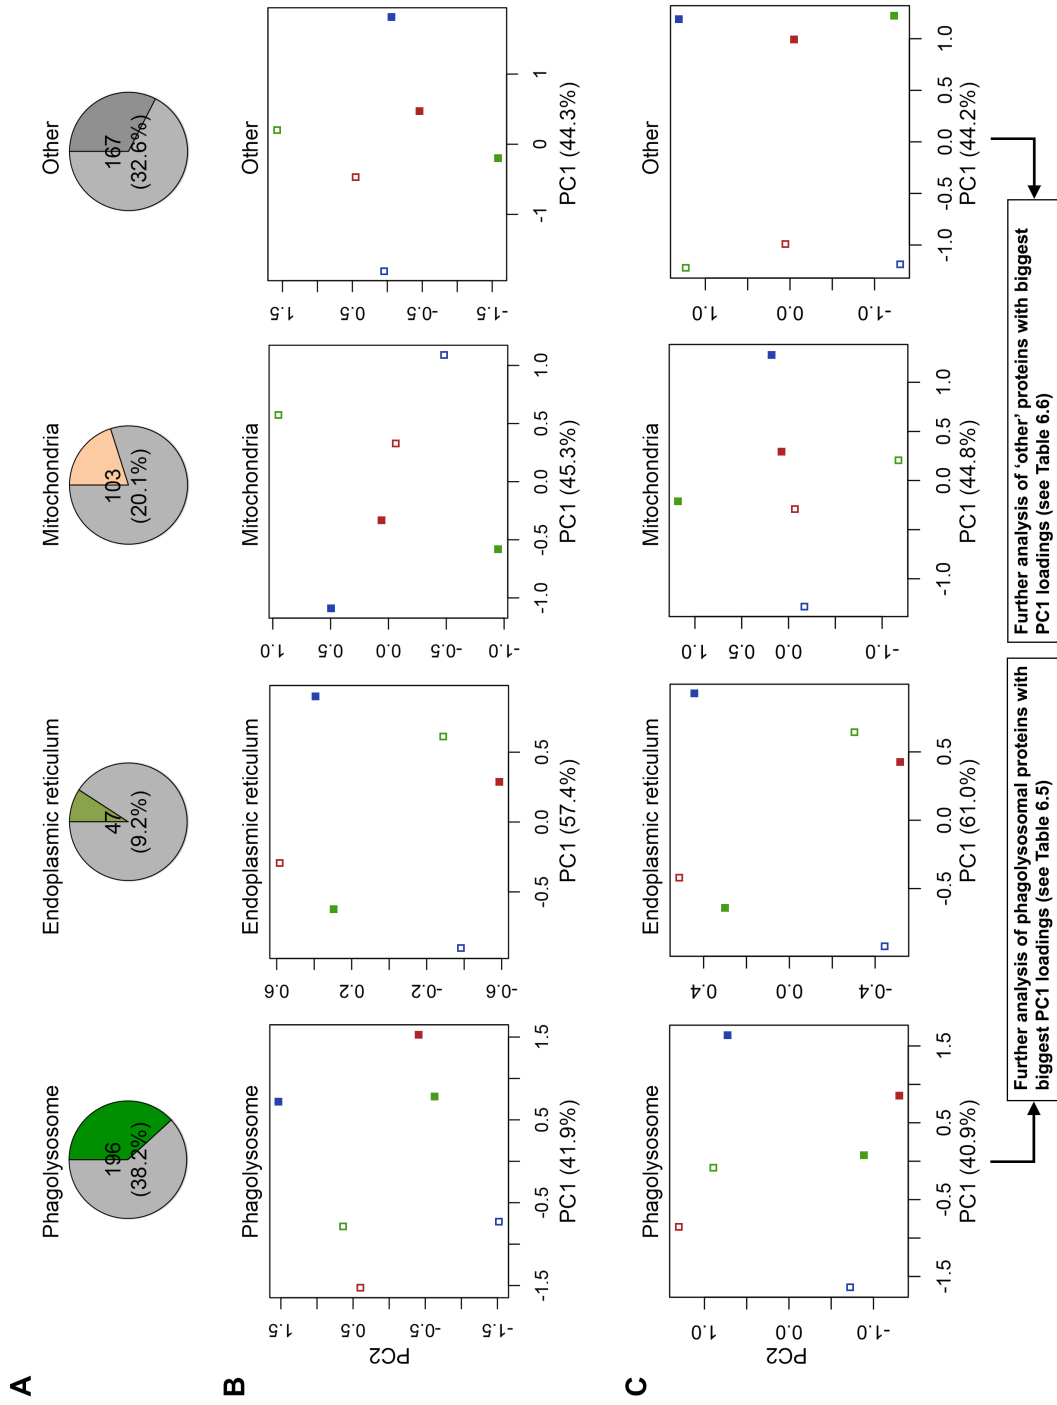 A
Phagolysosome
196
(38.2%)
Endoplasmic reticulum
47
(9.2%)
Mitochondria
103
(20.1%)
Other
167
(32.6%)
B
Phagolysosome
PC2
1.5
0.5
-0.5
-1.5
-1.5 -0.5 0.5 1.5
PC1 (41.9%)
Endoplasmic reticulum
0.6
0.2
-0.2
-0.6
-0.5 0.0 0.5
PC1 (57.4%)
Mitochondria
1.0
0.5
0.0
-0.5
-1.0
-1.0 -0.5 0.0 0.5 1.0
PC1 (45.3%)
Other
1.5
0.5
-0.5
-1.5
-1 0 1
PC1 (44.3%)
C
Phagolysosome
PC2
1.0
0.0
-1.0
-1.5 -0.5 0.5 1.5
PC1 (40.9%)
Endoplasmic reticulum
0.4
0.0
-0.4
-0.5 0.0 0.5
PC1 (61.0%)
Mitochondria
1.0
0.5
0.0
-1.0
-1.0 0.0 0.5 1.0
PC1 (44.8%)
Other
1.0
0.0
-1.0
-1.0 -0.5 0.0 0.5 1.0
PC1 (44.2%)
Further analysis of phagolysosomal proteins with
biggest PC1 loadings (see Table 6.5)
Further analysis of ‘other’ proteins with biggest
PC1 loadings (see Table 6.6)